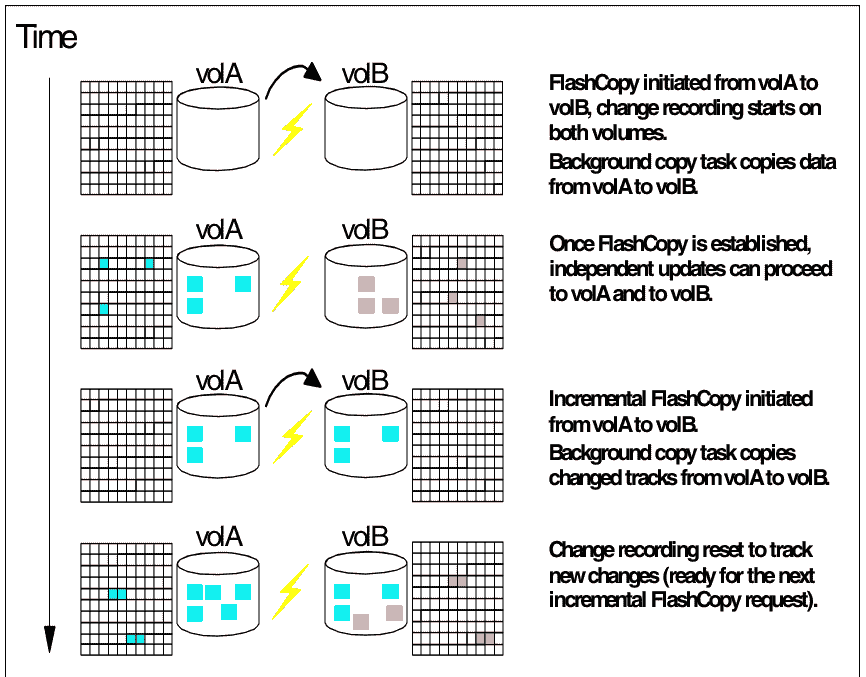 Time
volA
volB
FlashCopy initiated from volA to
volB, change recording starts on
both volumes.
Background copy task copies data
from volA to volB.
volA
volB
Once FlashCopy is established,
independent updates can proceed
to volA and to volB.
volA
volB
Incremental FlashCopy initiated
from volA to volB.
Background copy task copies
changed tracks from volA to volB.
volA
volB
Change recording reset to track
new changes (ready for the next
incremental FlashCopy request).